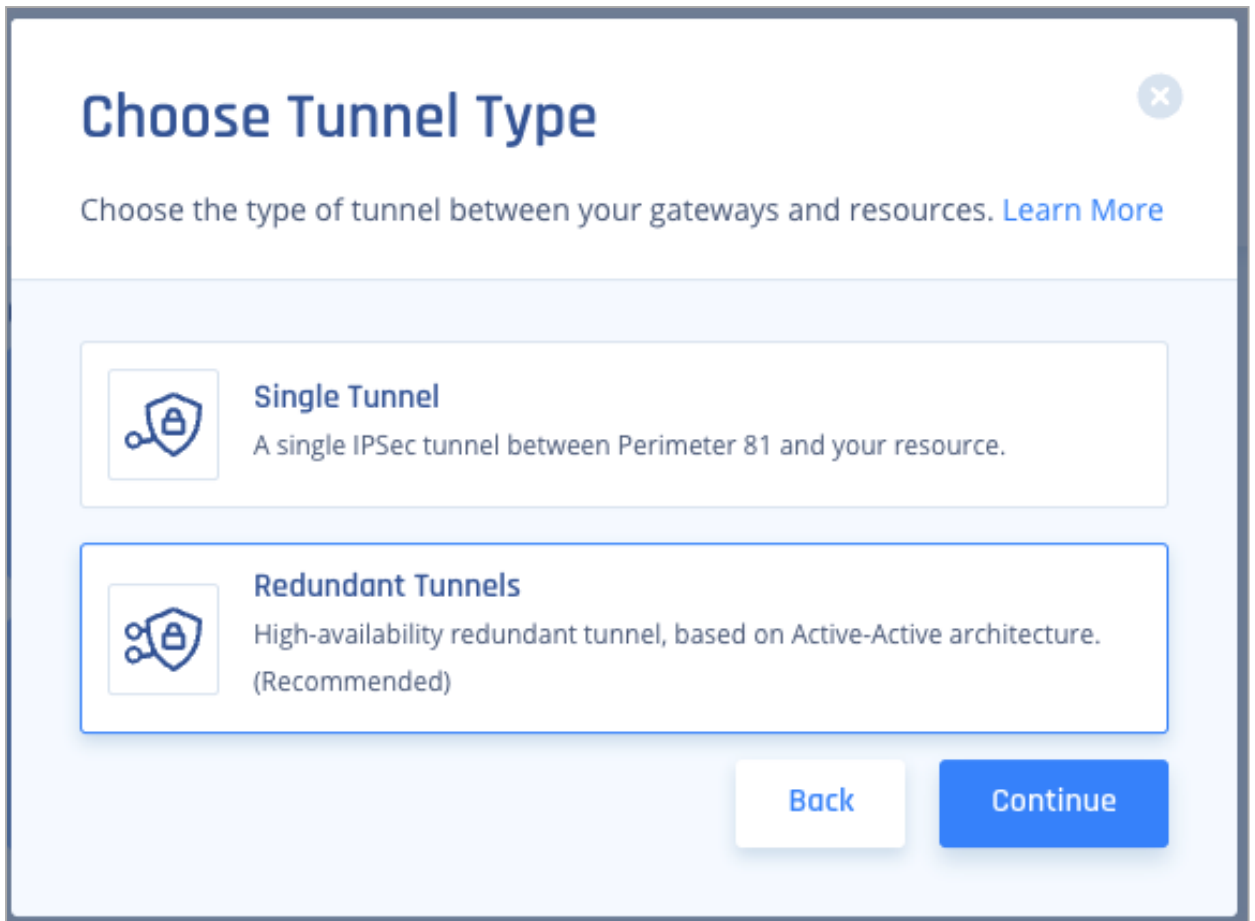 Choose Tunnel Type
Choose the type of tunnel between your gateways and resources. Learn More
Single Tunnel
A single IPSec tunnel between Perimeter 81 and your resource.
Redundant Tunnels
High-availability redundant tunnel, based on Active-Active architecture.
(Recommended)
Back
Continue